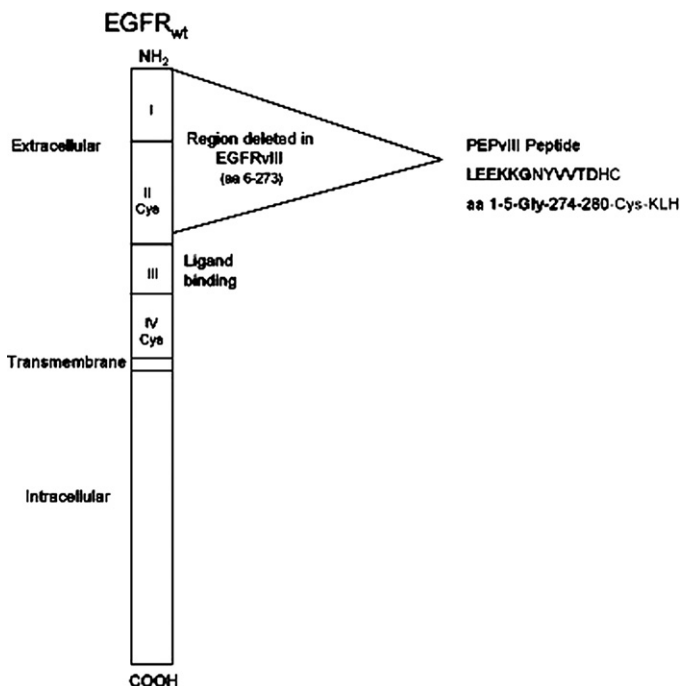 EGFRwt
NH2
I
Extracellular
Region deleted in
EGFRvIII
(aa 6-273)
PEPvIII Peptide
LEEKKGNYVVTDHC
aa 1-5-Gly-274-280-Cys-KLH
II
Cys
III
Ligand
binding
IV
Cys
Transmembrane
Intracellular
COOH